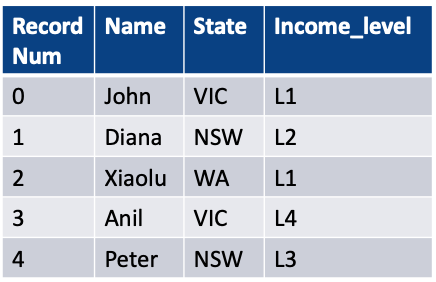 Record Num Name State Income_level
0 John VIC L1
1 Diana NSW L2
2 Xiaolu WA L1
3 Anil VIC L4
4 Peter NSW L3